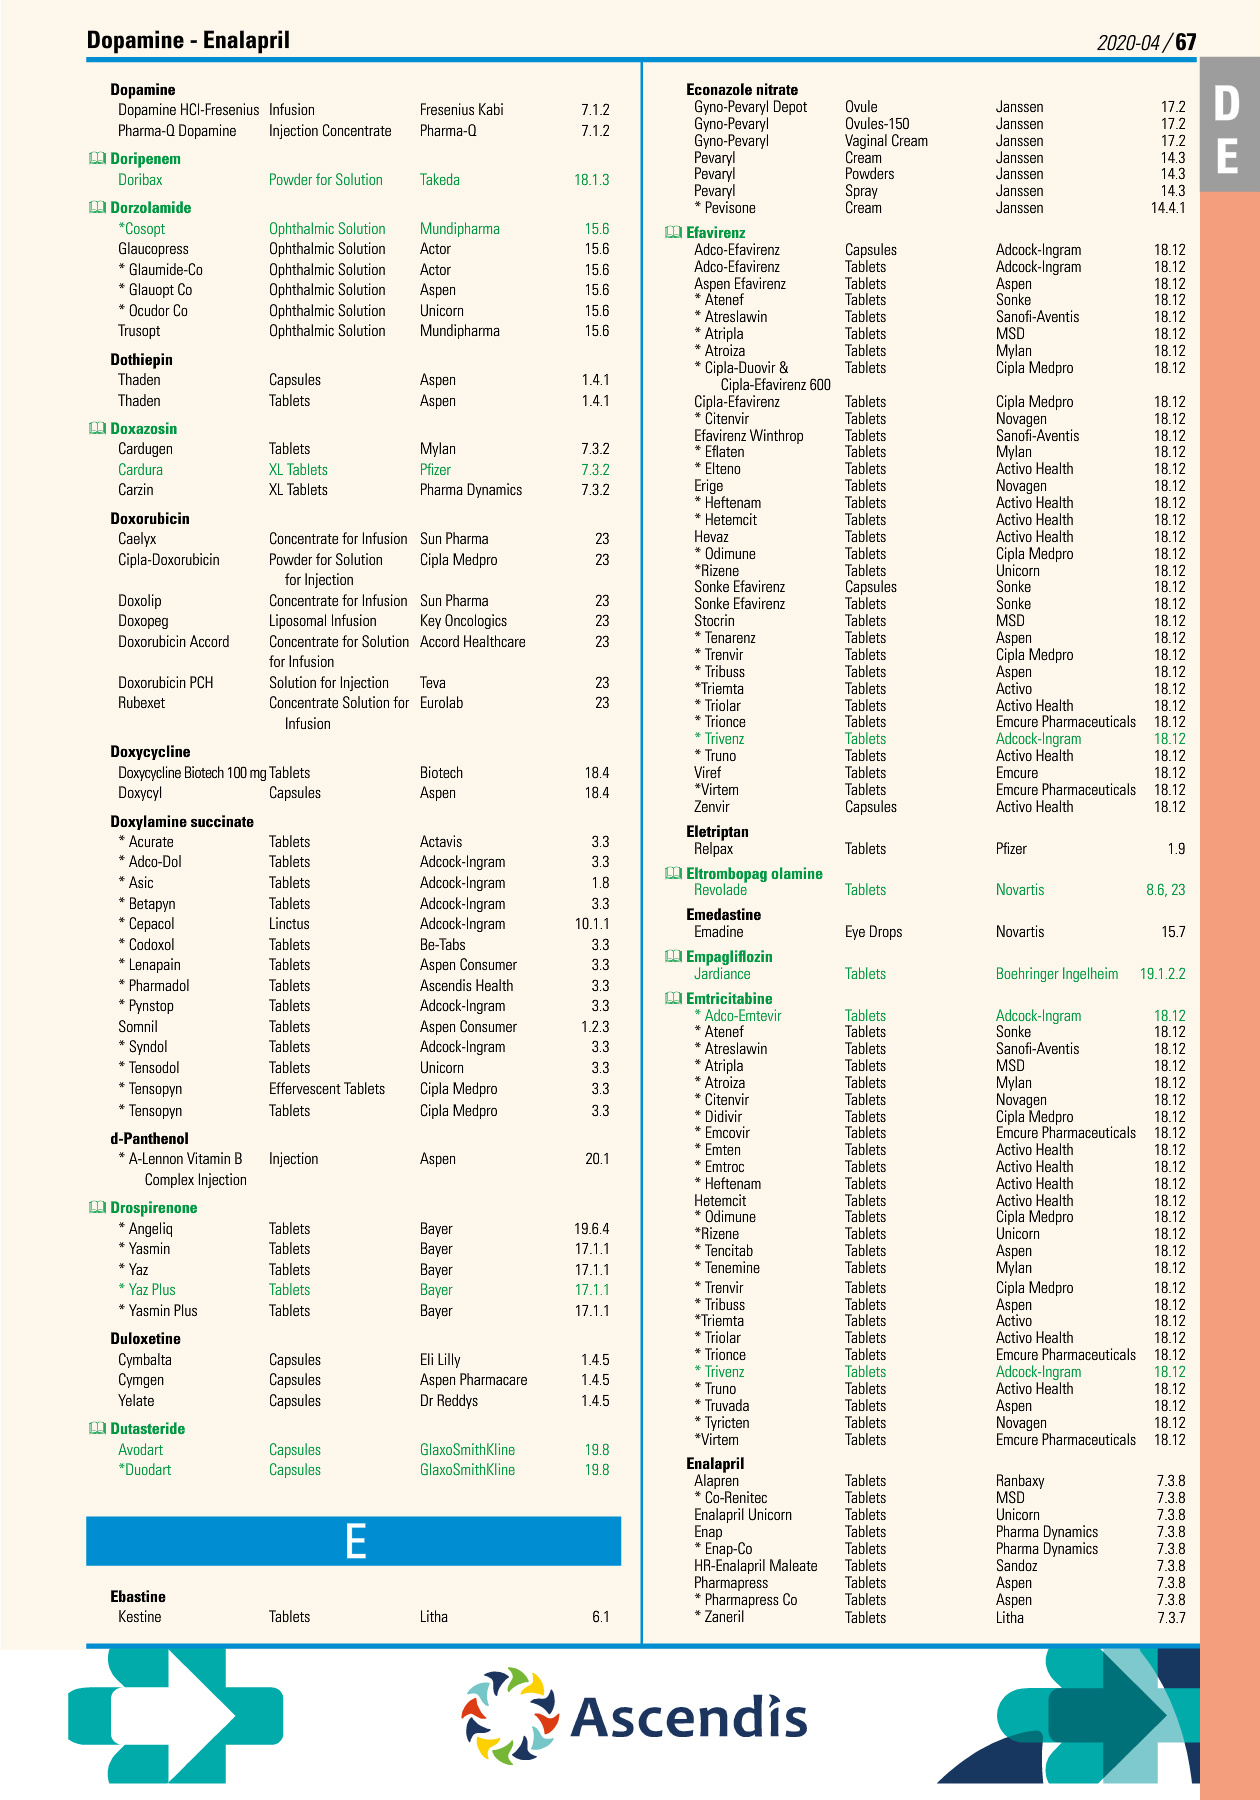 Dopamine - Enalapril
2020-04 / 67
Dopamine
Dopamine HCl-Fresenius Infusion Fresenius Kabi 7.1.2
Pharma-Q Dopamine Injection Concentrate Pharma-Q 7.1.2
Doripenem
Doribax Powder for Solution Takeda 18.1.3
Dorzolamide
*Cosopt Ophthalmic Solution Mundipharma 15.6
Glaucopress Ophthalmic Solution Actor 15.6
* Glaumide-Co Ophthalmic Solution Actor 15.6
* Glauopt Co Ophthalmic Solution Aspen 15.6
* Ocudor Co Ophthalmic Solution Unicorn 15.6
Trusopt Ophthalmic Solution Mundipharma 15.6
Dothiepin
Thaden Capsules Aspen 1.4.1
Thaden Tablets Aspen 1.4.1
Doxazosin
Cardugen Tablets Mylan 7.3.2
Cardura XL Tablets Pfizer 7.3.2
Carzin XL Tablets Pharma Dynamics 7.3.2
Doxorubicin
Caelyx Concentrate for Infusion Sun Pharma 23
Cipla-Doxorubicin Powder for Solution Cipla Medpro 23
for Injection
Doxolip Concentrate for Infusion Sun Pharma 23
Doxopeg Liposomal Infusion Key Oncologics 23
Doxorubicin Accord Concentrate for Solution Accord Healthcare 23
for Infusion
Doxorubicin PCH Solution for Injection Teva 23
Rubexet Concentrate Solution for Eurolab 23
Infusion
Doxycycline
Doxycycline Biotech 100 mg Tablets Biotech 18.4
Doxycyl Capsules Aspen 18.4
Doxylamine succinate
* Acurate Tablets Actavis 3.3
* Adco-Dol Tablets Adcock-Ingram 3.3
* Asic Tablets Adcock-Ingram 1.8
* Betapyn Tablets Adcock-Ingram 3.3
* Cepacol Linctus Adcock-Ingram 10.1.1
* Codoxol Tablets Be-Tabs 3.3
* Lenapain Tablets Aspen Consumer 3.3
* Pharmadol Tablets Ascendis Health 3.3
* Pynstop Tablets Adcock-Ingram 3.3
Somnil Tablets Aspen Consumer 1.2.3
* Syndol Tablets Adcock-Ingram 3.3
* Tensodol Tablets Unicorn 3.3
* Tensopyn Effervescent Tablets Cipla Medpro 3.3
* Tensopyn Tablets Cipla Medpro 3.3
d-Panthenol
* A-Lennon Vitamin B Injection Aspen 20.1
Complex Injection
Drospirenone
* Angeliq Tablets Bayer 19.6.4
* Yasmin Tablets Bayer 17.1.1
* Yaz Tablets Bayer 17.1.1
* Yaz Plus Tablets Bayer 17.1.1
* Yasmin Plus Tablets Bayer 17.1.1
Duloxetine
Cymbalta Capsules Eli Lilly 1.4.5
Cymgen Capsules Aspen Pharmacare 1.4.5
Yelate Capsules Dr Reddys 1.4.5
Dutasteride
Avodart Capsules GlaxoSmithKline 19.8
*Duodart Capsules GlaxoSmithKline 19.8
E
Ebastine
Kestine Tablets Litha 6.1
Econazole nitrate
Gyno-Pevaryl Depot Ovule Janssen 17.2
Gyno-Pevaryl Ovules-150 Janssen 17.2
Gyno-Pevaryl Vaginal Cream Janssen 17.2
Pevaryl Cream Janssen 14.3
Pevaryl Powders Janssen 14.3
Pevaryl Spray Janssen 14.3
* Pevisone Cream Janssen 14.4.1
Efavirenz
Adco-Efavirenz Capsules Adcock-Ingram 18.12
Adco-Efavirenz Tablets Adcock-Ingram 18.12
Aspen Efavirenz Tablets Aspen 18.12
* Atenef Tablets Sonke 18.12
* Atreslawin Tablets Sanofi-Aventis 18.12
* Atripla Tablets MSD 18.12
* Atroiza Tablets Mylan 18.12
* Cipla-Duovir & Tablets Cipla Medpro 18.12
Cipla-Efavirenz 600
Cipla-Efavirenz Tablets Cipla Medpro 18.12
* Citenvir Tablets Novagen 18.12
Efavirenz Winthrop Tablets Sanofi-Aventis 18.12
* Eflaten Tablets Mylan 18.12
* Elteno Tablets Activo Health 18.12
Erige Tablets Novagen 18.12
* Heftenam Tablets Activo Health 18.12
* Hetemcit Tablets Activo Health 18.12
Hevaz Tablets Activo Health 18.12
* Odimune Tablets Cipla Medpro 18.12
*Rizene Tablets Unicorn 18.12
Sonke Efavirenz Capsules Sonke 18.12
Sonke Efavirenz Tablets Sonke 18.12
Stocrin Tablets MSD 18.12
* Tenarenz Tablets Aspen 18.12
* Trenvir Tablets Cipla Medpro 18.12
* Tribuss Tablets Aspen 18.12
*Triemta Tablets Activo 18.12
* Triolar Tablets Activo Health 18.12
* Trionce Tablets Emcure Pharmaceuticals 18.12
* Trivenz Tablets Adcock-Ingram 18.12
* Truno Tablets Activo Health 18.12
Viref Tablets Emcure 18.12
*Virtem Tablets Emcure Pharmaceuticals 18.12
Zenvir Capsules Activo Health 18.12
Eletriptan
Relpax Tablets Pfizer 1.9
Eltrombopag olamine
Revolade Tablets Novartis 8.6, 23
Emedastine
Emadine Eye Drops Novartis 15.7
Empagliflozin
Jardiance Tablets Boehringer Ingelheim 19.1.2.2
Emtricitabine
* Adco-Emtevir Tablets Adcock-Ingram 18.12
* Atenef Tablets Sonke 18.12
* Atreslawin Tablets Sanofi-Aventis 18.12
* Atripla Tablets MSD 18.12
* Atroiza Tablets Mylan 18.12
* Citenvir Tablets Novagen 18.12
* Didivir Tablets Cipla Medpro 18.12
* Emcovir Tablets Emcure Pharmaceuticals 18.12
* Emten Tablets Activo Health 18.12
* Emtroc Tablets Activo Health 18.12
* Heftenam Tablets Activo Health 18.12
Hetemcit Tablets Activo Health 18.12
* Odimune Tablets Cipla Medpro 18.12
*Rizene Tablets Unicorn 18.12
* Tencitab Tablets Aspen 18.12
* Tenemine Tablets Mylan 18.12
* Trenvir Tablets Cipla Medpro 18.12
* Tribuss Tablets Aspen 18.12
*Triemta Tablets Activo 18.12
* Triolar Tablets Activo Health 18.12
* Trionce Tablets Emcure Pharmaceuticals 18.12
* Trivenz Tablets Adcock-Ingram 18.12
* Truno Tablets Activo Health 18.12
* Truvada Tablets Aspen 18.12
* Tyricten Tablets Novagen 18.12
*Virtem Tablets Emcure Pharmaceuticals 18.12
Enalapril
Alapren Tablets Ranbaxy 7.3.8
* Co-Renitec Tablets MSD 7.3.8
Enalapril Unicorn Tablets Unicorn 7.3.8
Enap Tablets Pharma Dynamics 7.3.8
* Enap-Co Tablets Pharma Dynamics 7.3.8
HR-Enalapril Maleate Tablets Sandoz 7.3.8
Pharmapress Tablets Aspen 7.3.8
* Pharmapress Co Tablets Aspen 7.3.8
* Zaneril Tablets Litha 7.3.7
D
E
Ascendis